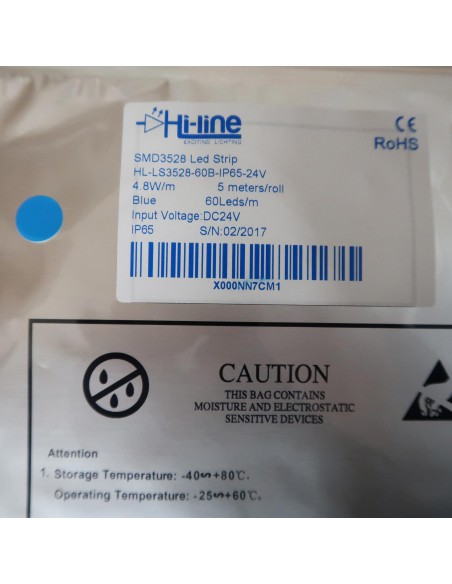 Hi-line
EXCITING LIGHTING
CE
RoHS
SMD3528 Led Strip
HL-LS3528-60B-IP65-24V
4.8W/m 5 meters/roll
Blue 60Leds/m
Input Voltage:DC24V
IP65 S/N:02/2017
X000NN7CM1
CAUTION
THIS BAG CONTAINS
MOISTURE AND ELECTROSTATIC
SENSITIVE DEVICES
Attention
1. Storage Temperature: -40∽+80℃.
Operating Temperature: -25∽+60℃.